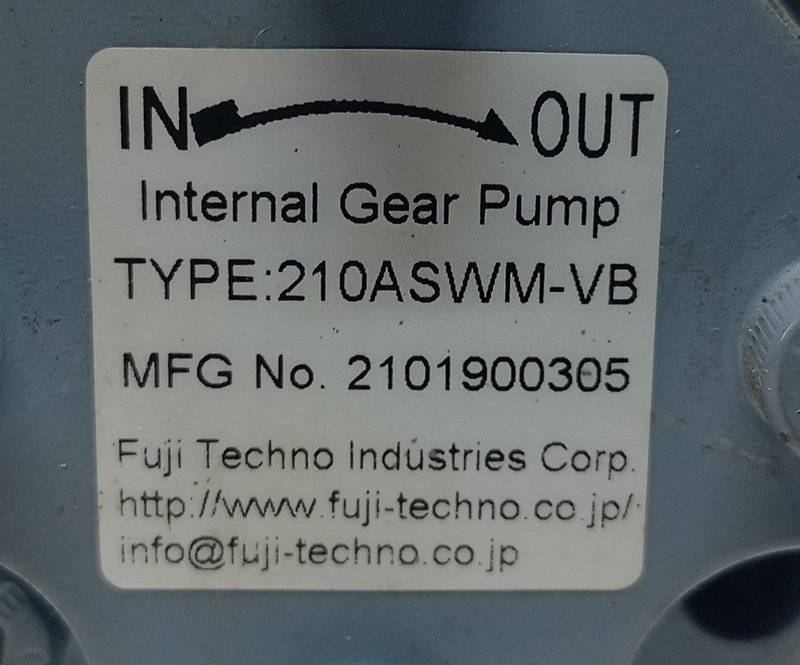 IN OUT
Internal Gear Pump
TYPE:210ASWM-VB
MFG No. 2101900305
Fuji Techno Industries Corp.
http://www.fuji-techno.co.jp/
info@fuji-techno.co.jp